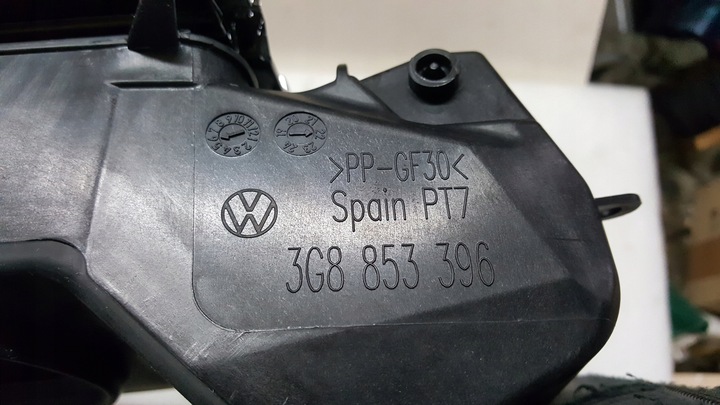 >PP-GF30<
Spain PT7
3G8 853 396